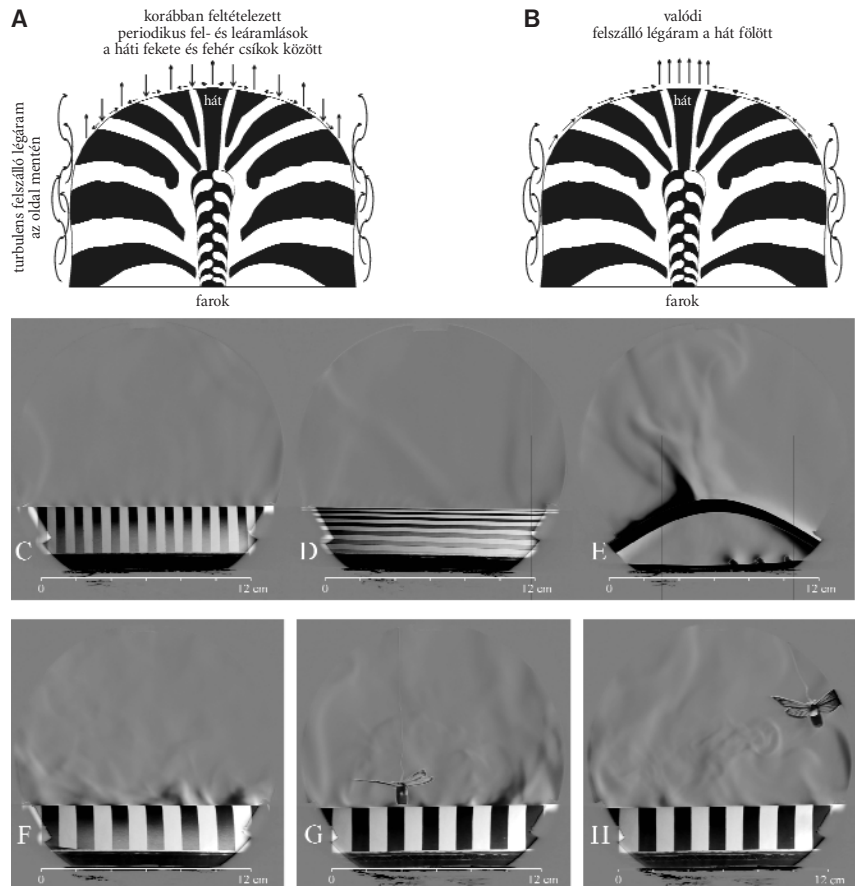 A
korábban feltételezett
periodikus fel- és leáramlások
a háti fekete és fehér csíkok között
hát
turbulens felszálló légáram
az oldal mentén
farok
B
valódi
felszálló légáram a hát fölött
hát
farok
C
0 12 cm
D
0 12 cm
E
0 12 cm
F
0 12 cm
G
0 12 cm
H
0 12 cm